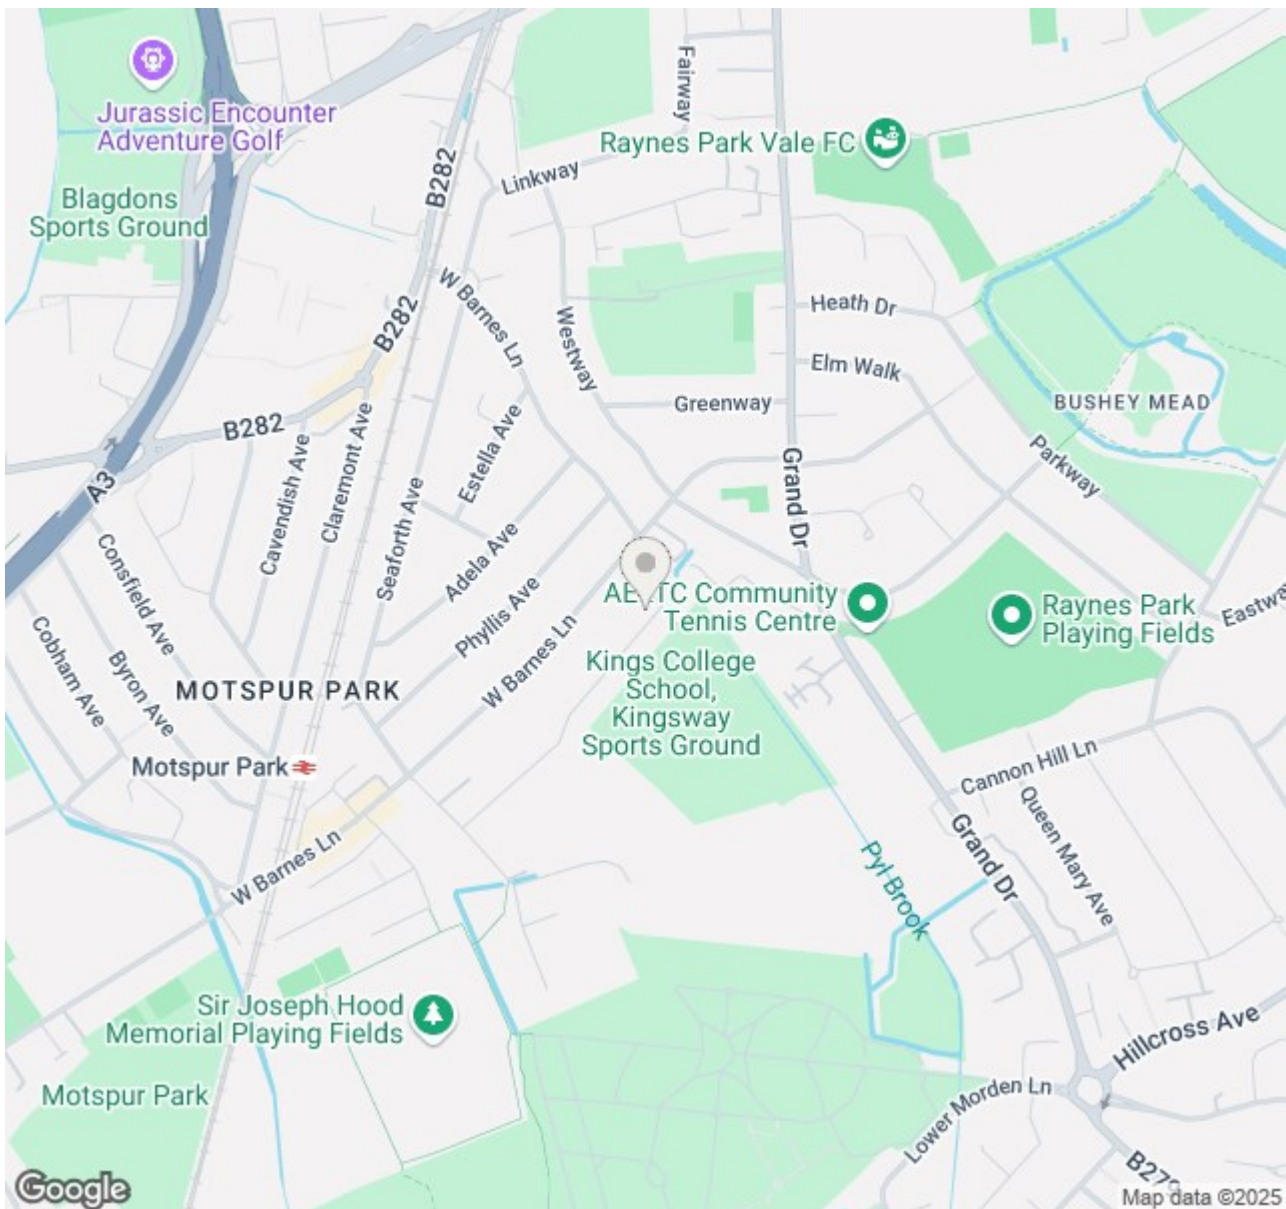 Jurassic Encounter
Adventure Golf
Blagdons
Sports Ground
B282
Linkway
Fairway
Raynes Park Vale FC
W Barnes Ln
Westway
Heath Dr
Elm Walk
Greenway
BUSHEY MEAD
B282
B282
A3
Cavendish Ave
Claremont Ave
Seaforth Ave
Estella Ave
Adela Ave
Phyllis Ave
W Barnes Ln
Grand Dr
Parkway
Consfield Ave
Cobham Ave
Byron Ave
MOTSPUR PARK
Motspur Park
Community
Tennis Centre
Raynes Park
Playing Fields
Kings College
School,
Kingsway
Sports Ground
Cannon Hill Ln
Queen Mary Ave
Grand Dr
Pyl Brook
W Barnes Ln
Sir Joseph Hood
Memorial Playing Fields
Motspur Park
Hillcross Ave
Lower Morden Ln
Google
Map data ©2025